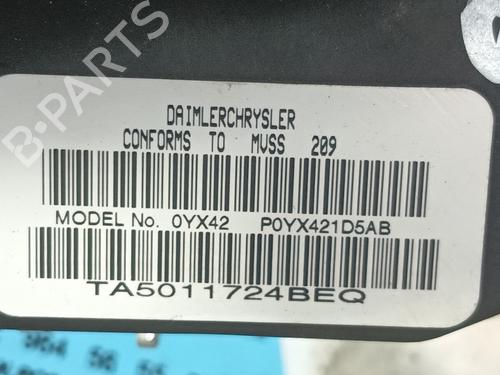 DAIMLERCHRYSLER
CONFORMS TO MVSS 209
MODEL No. 0YX42 P0YX421D5AB
TA5011724BEQ
B-PARTS